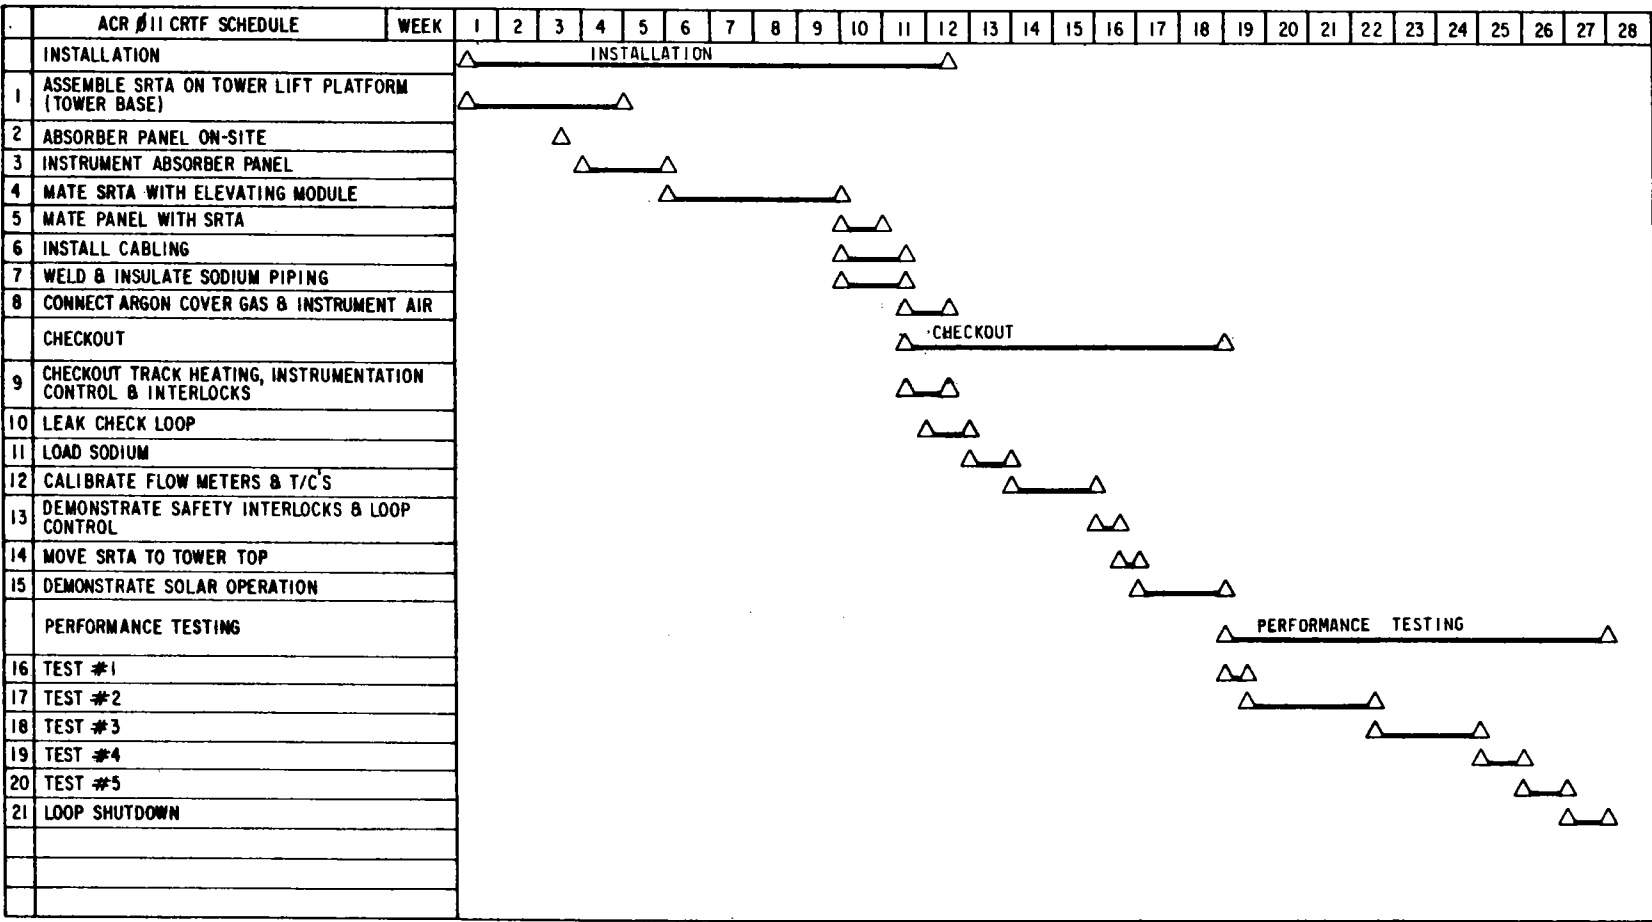 ACR Ø11 CRTF SCHEDULE WEEK 1 2 3 4 5 6 7 8 9 10 11 12 13 14 15 16 17 18 19 20 21 22 23 24 25 26 27 28
INSTALLATION INSTALLATION
1 ASSEMBLE SRTA ON TOWER LIFT PLATFORM
(TOWER BASE)
2 ABSORBER PANEL ON-SITE
3 INSTRUMENT ABSORBER PANEL
4 MATE SRTA WITH ELEVATING MODULE
5 MATE PANEL WITH SRTA
6 INSTALL CABLING
7 WELD & INSULATE SODIUM PIPING
8 CONNECT ARGON COVER GAS & INSTRUMENT AIR
CHECKOUT CHECKOUT
9 CHECKOUT TRACK HEATING, INSTRUMENTATION
CONTROL & INTERLOCKS
10 LEAK CHECK LOOP
11 LOAD SODIUM
12 CALIBRATE FLOW METERS & T/C'S
13 DEMONSTRATE SAFETY INTERLOCKS & LOOP
CONTROL
14 MOVE SRTA TO TOWER TOP
15 DEMONSTRATE SOLAR OPERATION
PERFORMANCE TESTING PERFORMANCE TESTING
16 TEST #1
17 TEST #2
18 TEST #3
19 TEST #4
20 TEST #5
21 LOOP SHUTDOWN